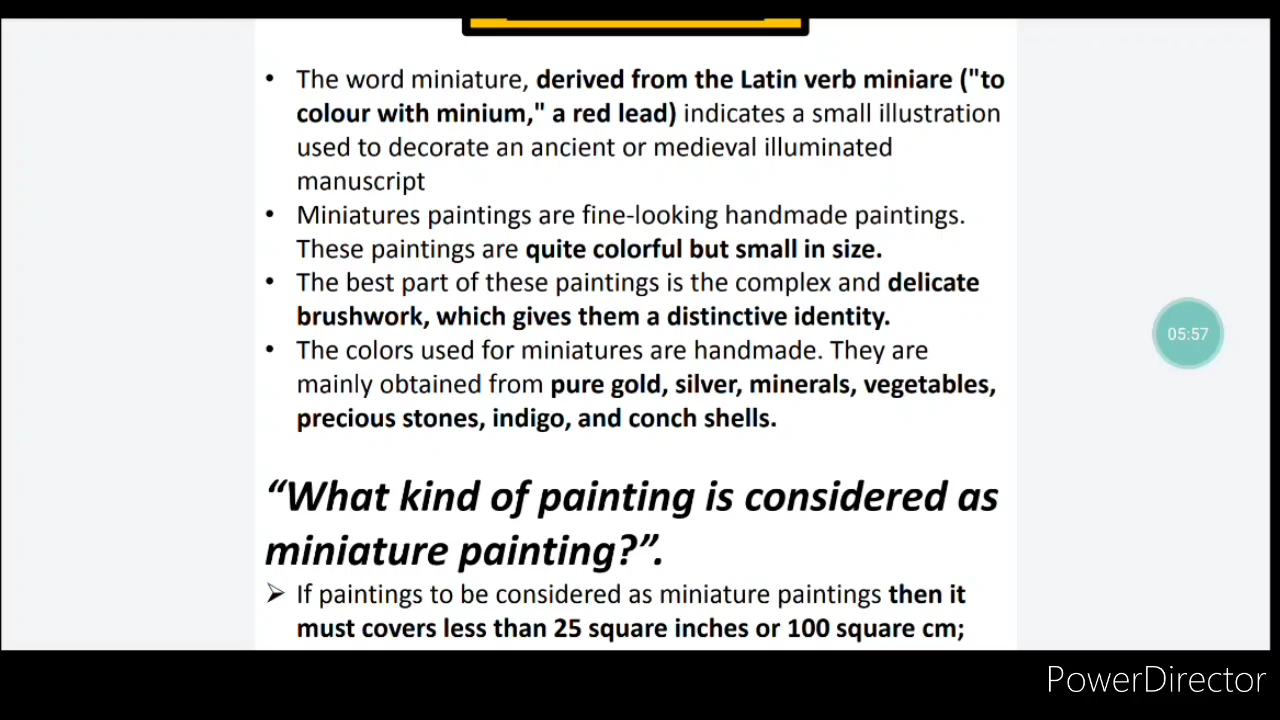 • The word miniature, derived from the Latin verb miniare ("to
colour with minium," a red lead) indicates a small illustration
used to decorate an ancient or medieval illuminated
manuscript
• Miniatures paintings are fine-looking handmade paintings.
These paintings are quite colorful but small in size.
• The best part of these paintings is the complex and delicate
brushwork, which gives them a distinctive identity.
• The colors used for miniatures are handmade. They are
mainly obtained from pure gold, silver, minerals, vegetables,
precious stones, indigo, and conch shells.
05:57
“What kind of painting is considered as
miniature painting?”.
➢ If paintings to be considered as miniature paintings then it
must covers less than 25 square inches or 100 square cm;
PowerDirector